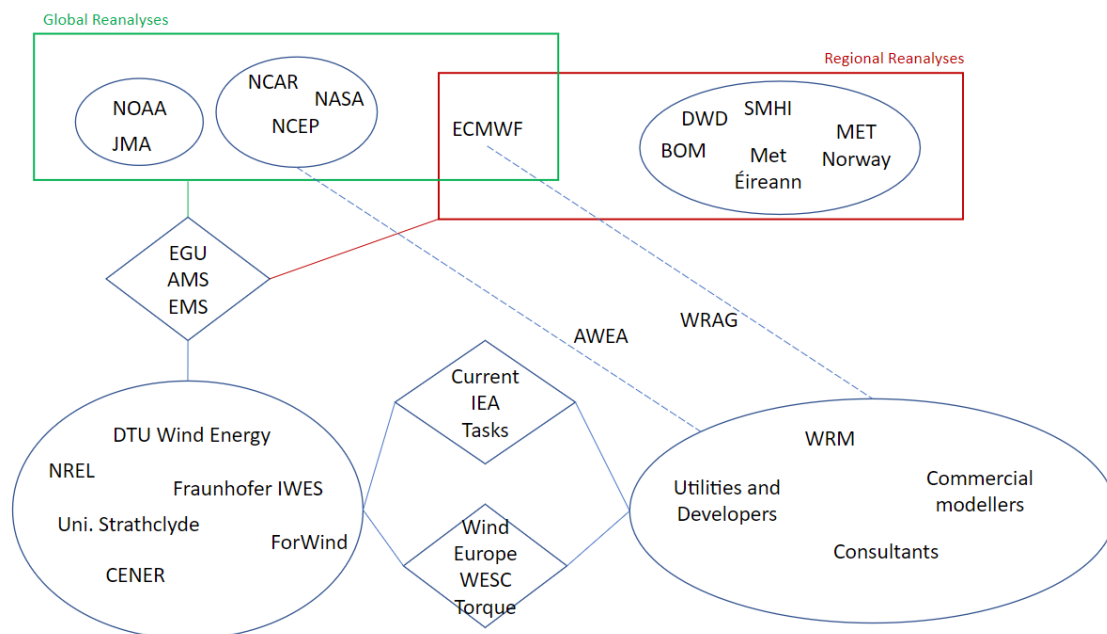 Global Reanalyses
Regional Reanalyses
NOAA
JMA
NCAR
NASA
NCEP
ECMWF
DWD
SMHI
BOM
Met
Éireann
MET
Norway
EGU
AMS
EMS
AWEA
WRAG
Current
IEA
Tasks
DTU Wind Energy
NREL
Fraunhofer IWES
Uni. Strathclyde
ForWind
CENER
Wind
Europe
WESC
Torque
WRM
Utilities and
Developers
Commercial
modellers
Consultants